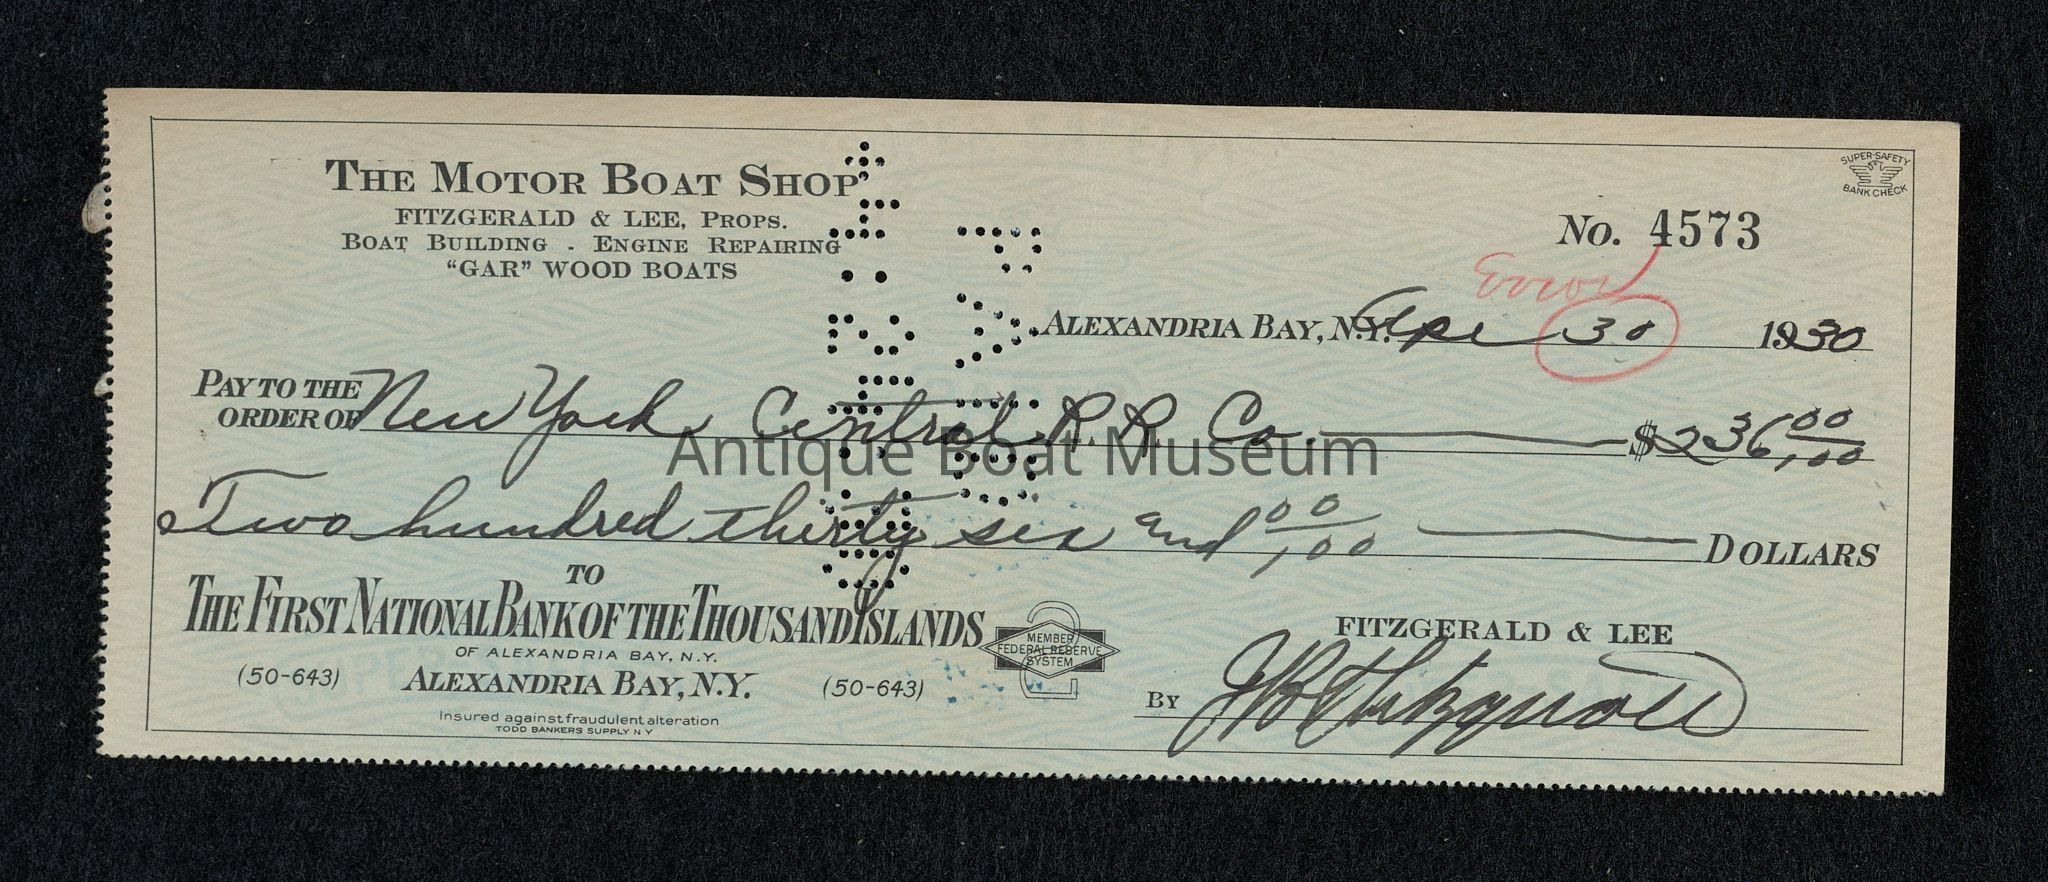 THE MOTOR BOAT SHOP
FITZGERALD & LEE, PROPS.
BOAT BUILDING - ENGINE REPAIRING
"GAR" WOOD BOATS
SUPER-SAFETY
BANK CHECK
No. 4573
Error
ALEXANDRIA BAY, N.Y. Apr 30 1930
PAY TO THE
ORDER OF New York Central R. R. Co $236 00/100
Antique Boat Museum
Two hundred thirty six and 00/100 DOLLARS
TO
THE FIRST NATIONAL BANK OF THE THOUSAND ISLANDS
OF ALEXANDRIA BAY, N.Y.
(50-643) ALEXANDRIA BAY, N.Y. (50-643)
Insured against fraudulent alteration
TODD BANKERS SUPPLY N Y
MEMBER
FEDERAL RESERVE
SYSTEM
2
FITZGERALD & LEE
BY J B Fitzgerald